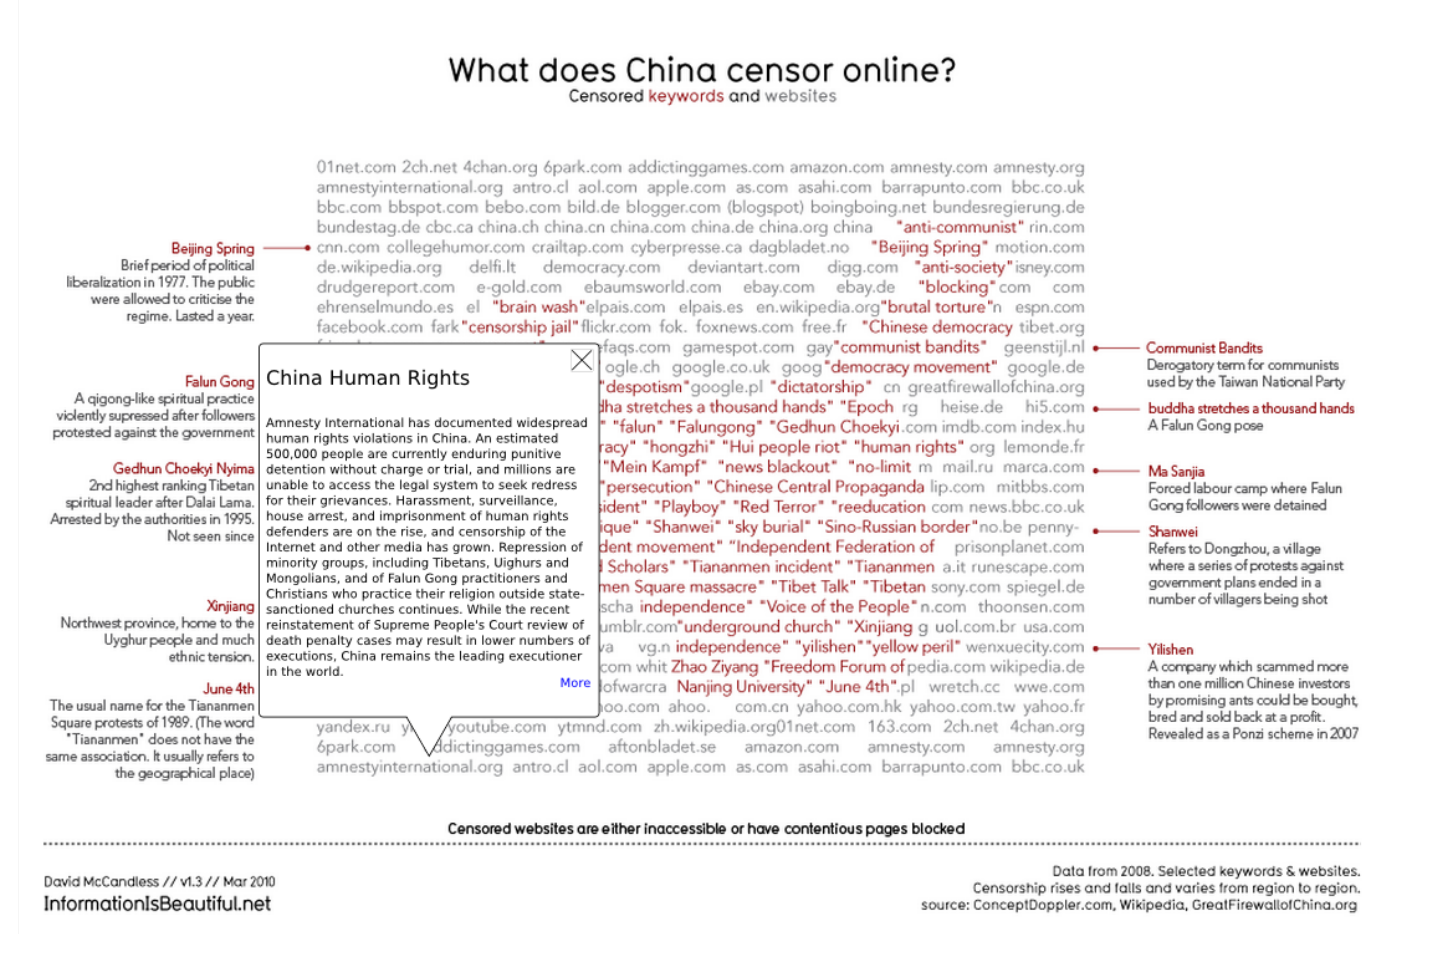 What does China censor online?
Censored keywords and websites
01net.com 2ch.net 4chan.org 6park.com addictinggames.com amazon.com amnesty.com amnesty.org
amnestyinternational.org antro.cl aol.com apple.com as.com asahi.com barrapunto.com bbc.co.uk
bbc.com bbspot.com bebo.com bild.de blogger.com (blogspot) boingboing.net bundesregierung.de
bundestag.de cbc.ca china.ch china.cn china.com china.de china.org china "anti-communist" rin.com
cnn.com collegehumor.com crailtap.com cyberpresse.ca dagbladet.no "Beijing Spring" motion.com
de.wikipedia.org delfi.lt democracy.com deviantart.com digg.com "anti-society" isney.com
drudgereport.com e-gold.com ebaumsworld.com ebay.com ebay.de "blocking" com com
ehrenselmundo.es el "brain wash" elpais.com elpais.es en.wikipedia.org "brutal torture" n espn.com
facebook.com fark "censorship jail" flickr.com fok. foxnews.com free.fr "Chinese democracy tibet.org
efaqs.com gamespot.com gay "communist bandits" geenstijl.nl
ogle.ch google.co.uk goog "democracy movement" google.de
"despotism" google.pl "dictatorship" cn greatfirewallofchina.org
dha stretches a thousand hands" "Epoch rg heise.de hi5.com
" "falun" "Falungong" "Gedhun Choekyi .com imdb.com index.hu
racy" "hongzhi" "Hui people riot" "human rights" org lemonde.fr
"Mein Kampf" "news blackout" "no-limit m mail.ru marca.com
"persecution" "Chinese Central Propaganda lip.com mitbbs.com
sident" "Playboy" "Red Terror" "reeducation com news.bbc.co.uk
ique" "Shanwei" "sky burial" "Sino-Russian border" no.be penny-
dent movement" "Independent Federation of prisonplanet.com
d Scholars" "Tiananmen incident" "Tiananmen a.it runescape.com
men Square massacre" "Tibet Talk" "Tibetan sony.com spiegel.de
scha independence" "Voice of the People" n.com thoonsen.com
umblr.com "underground church" "Xinjiang g uol.com.br usa.com
va vg.n independence" "yilishen" "yellow peril" wenxuecity.com
.com whit Zhao Ziyang "Freedom Forum of pedia.com wikipedia.de
dofwarcra Nanjing University" "June 4th" .pl wretch.cc wwe.com
hoo.com ahoo. com.cn yahoo.com.hk yahoo.com.tw yahoo.fr
yandex.ru y youtube.com ytmnd.com zh.wikipedia.org01net.com 163.com 2ch.net 4chan.org
6park.com ddictinggames.com aftonbladet.se amazon.com amnesty.com amnesty.org
amnestyinternational.org antro.cl aol.com apple.com as.com asahi.com barrapunto.com bbc.co.uk
Beijing Spring
Brief period of political
liberalization in 1977. The public
were allowed to criticise the
regime. Lasted a year.
Falun Gong
A qigong-like spiritual practice
violently supressed after followers
protested against the government
Gedhun Choekyi Nyima
2nd highest ranking Tibetan
spiritual leader after Dalai Lama.
Arrested by the authorities in 1995.
Not seen since
Xinjiang
Northwest province, home to the
Uyghur people and much
ethnic tension.
June 4th
The usual name for the Tiananmen
Square protests of 1989. (The word
"Tiananmen" does not have the
same association. It usually refers to
the geographical place)
China Human Rights
Amnesty International has documented widespread
human rights violations in China. An estimated
500,000 people are currently enduring punitive
detention without charge or trial, and millions are
unable to access the legal system to seek redress
for their grievances. Harassment, surveillance,
house arrest, and imprisonment of human rights
defenders are on the rise, and censorship of the
Internet and other media has grown. Repression of
minority groups, including Tibetans, Uighurs and
Mongolians, and of Falun Gong practitioners and
Christians who practice their religion outside state-
sanctioned churches continues. While the recent
reinstatement of Supreme People's Court review of
death penalty cases may result in lower numbers of
executions, China remains the leading executioner
in the world.
More
Communist Bandits
Derogatory term for communists
used by the Taiwan National Party
buddha stretches a thousand hands
A Falun Gong pose
Ma Sanjia
Forced labour camp where Falun
Gong followers were detained
Shanwei
Refers to Dongzhou, a village
where a series of protests against
government plans ended in a
number of villagers being shot
Yilishen
A company which scammed more
than one million Chinese investors
by promising ants could be bought,
bred and sold back at a profit.
Revealed as a Ponzi scheme in 2007
Censored websites are either inaccessible or have contentious pages blocked
David McCandless // v1.3 // Mar 2010
InformationIsBeautiful.net
Data from 2008. Selected keywords & websites.
Censorship rises and falls and varies from region to region.
source: ConceptDoppler.com, Wikipedia, GreatFirewallofChina.org